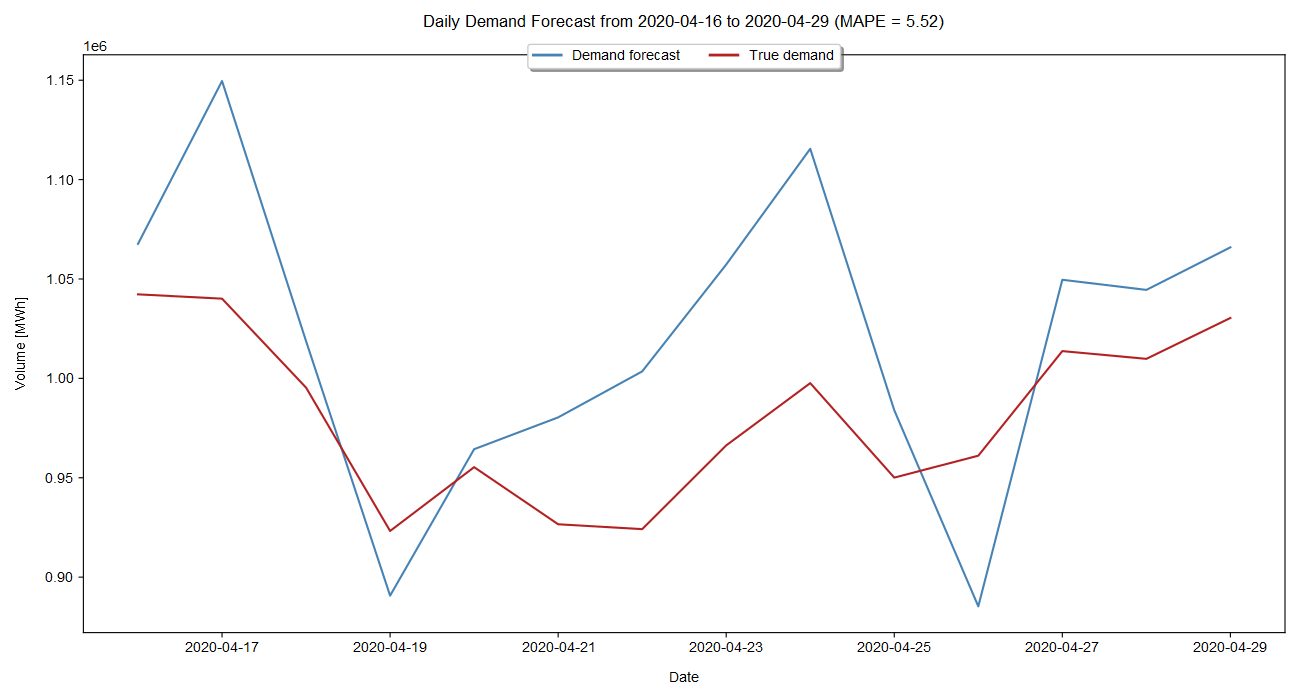 Daily Demand Forecast from 2020-04-16 to 2020-04-29 (MAPE = 5.52)
1e6
Demand forecast True demand
1.15
1.10
1.05
1.00
0.95
0.90
Volume [MWh]
2020-04-17 2020-04-19 2020-04-21 2020-04-23 2020-04-25 2020-04-27 2020-04-29
Date